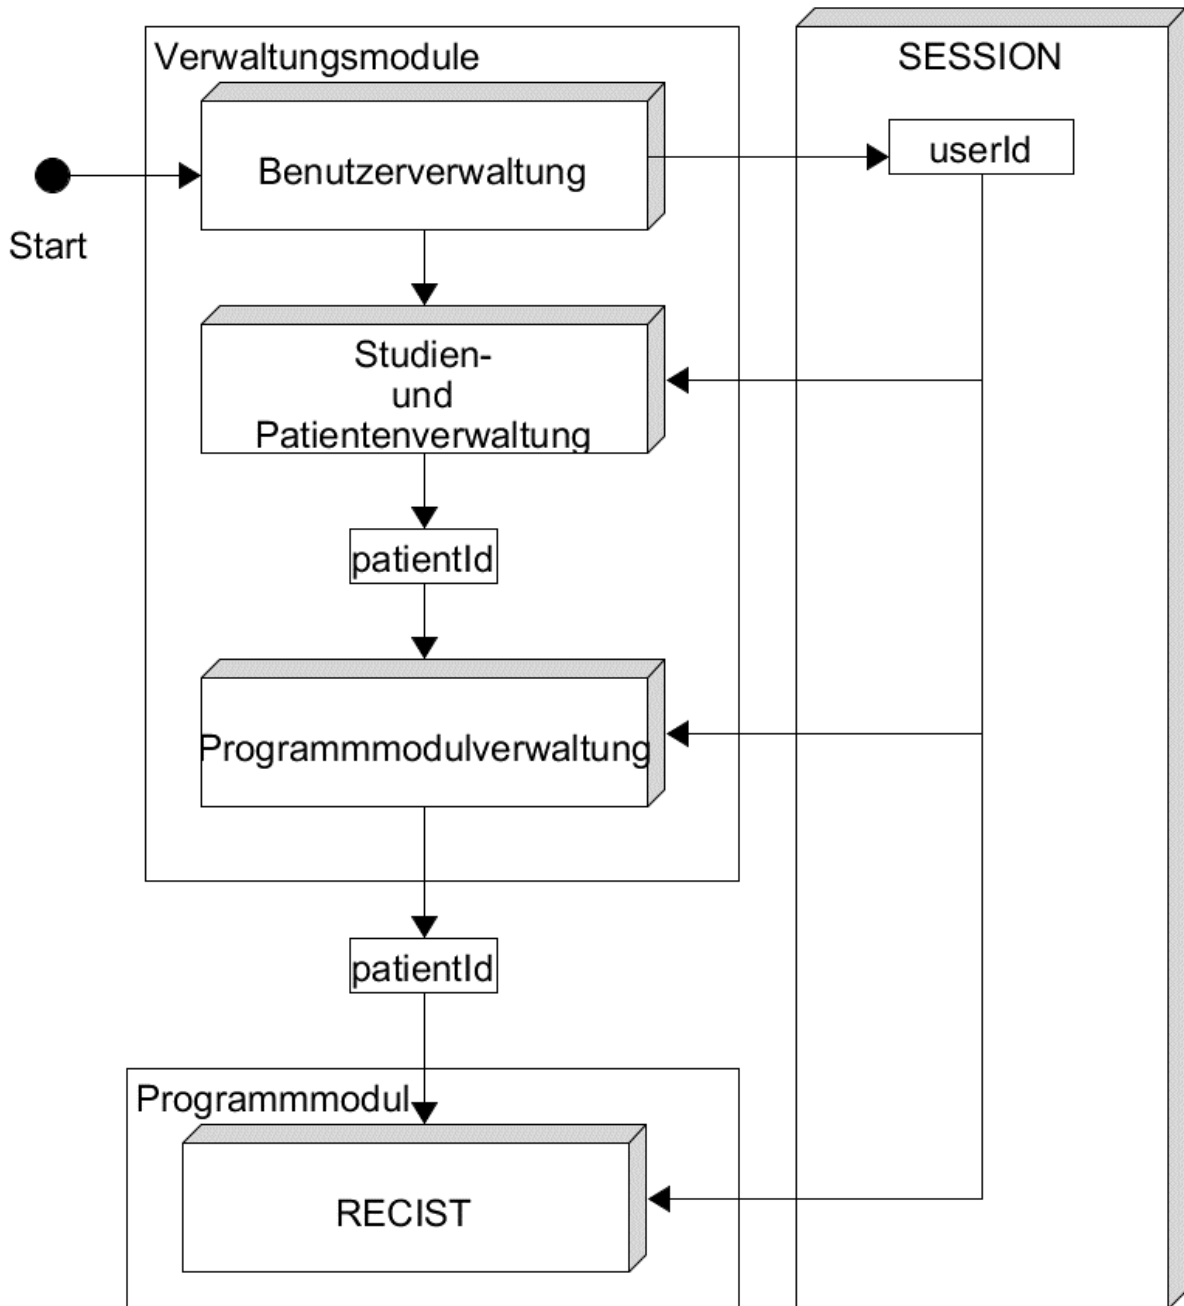 Verwaltungsmodule
SESSION
Benutzerverwaltung
userId
Start
Studien-
und
Patientenverwaltung
patientId
Programmmodulverwaltung
patientId
Programmmodul
RECIST